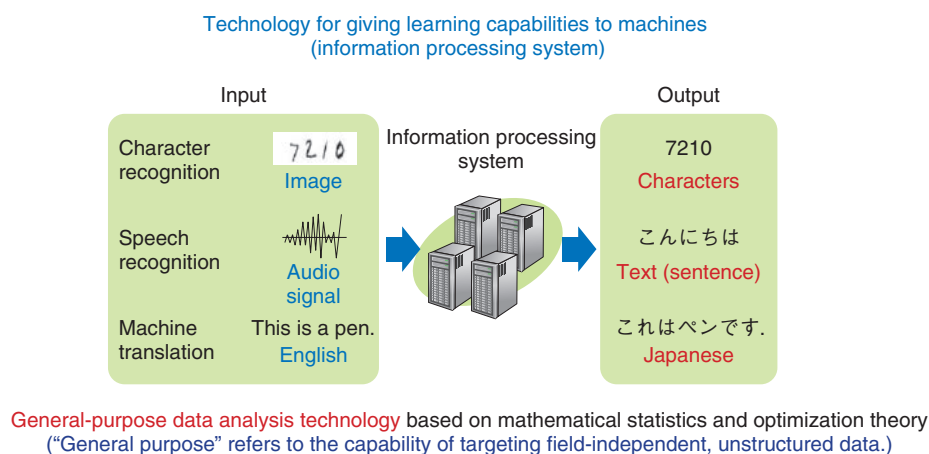 Technology for giving learning capabilities to machines
(information processing system)
Input
Output
Character
recognition
7210
Image
Information processing
system
7210
Characters
Speech
recognition
Audio
signal
こんにちは
Text (sentence)
Machine
translation
This is a pen.
English
これはペンです.
Japanese
General-purpose data analysis technology based on mathematical statistics and optimization theory
(“General purpose” refers to the capability of targeting field-independent, unstructured data.)